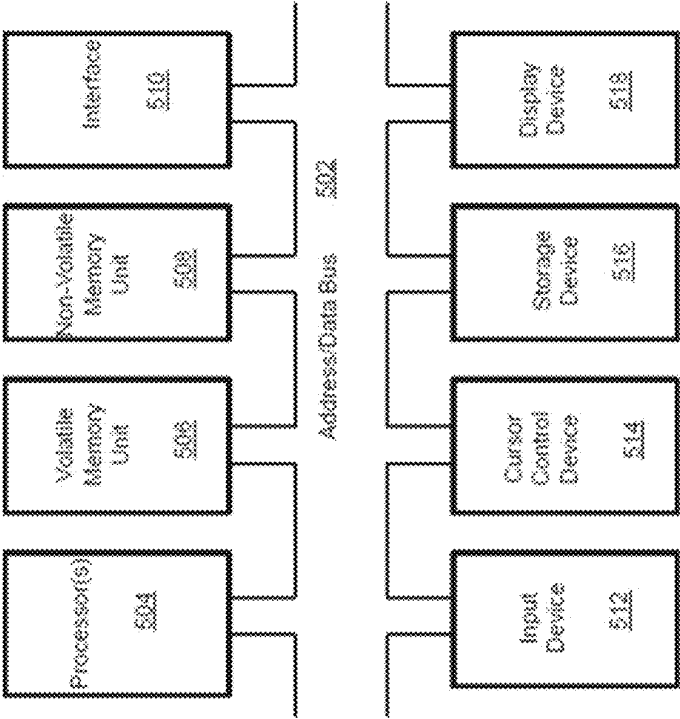 Processor(s)
504
Volatile
Memory
Unit
506
Non-Volatile
Memory
Unit
508
Interface
510
Address/Data Bus 502
Input
Device
512
Cursor
Control
Device
514
Storage
Device
516
Display
Device
518